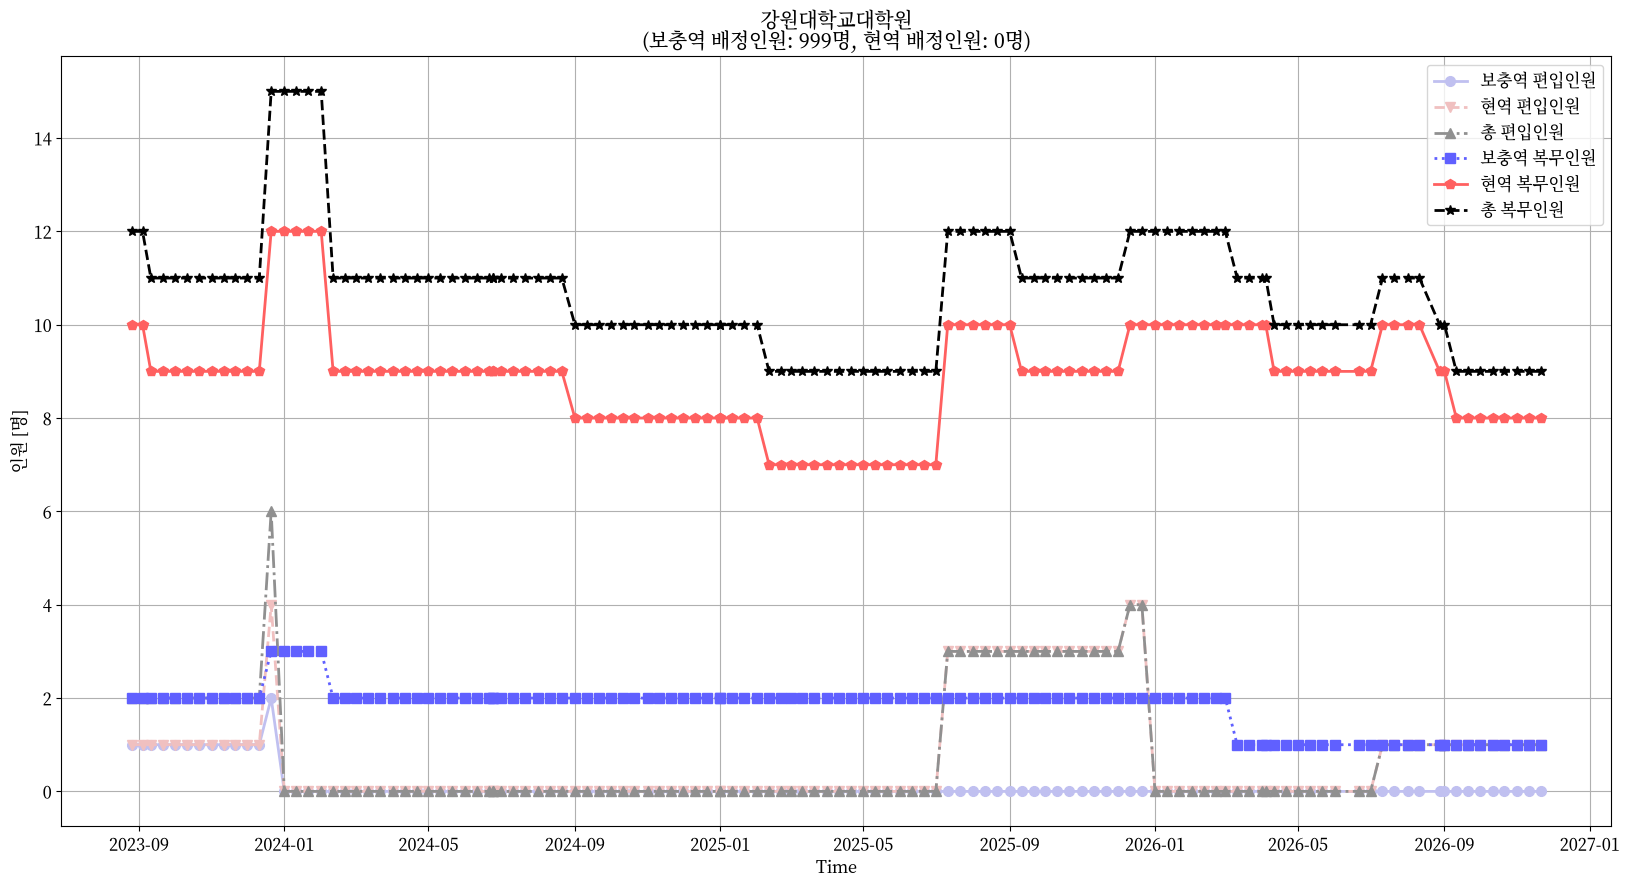 강원대학교대학원
(보충역 배정인원: 999명, 현역 배정인원: 0명)
보충역 편입인원
현역 편입인원
총 편입인원
보충역 복무인원
현역 복무인원
총 복무인원
인원 [명]
14
12
10
8
6
4
2
0
2023-09
2024-01
2024-05
2024-09
2025-01
2025-05
2025-09
2026-01
2026-05
2026-09
2027-01
Time